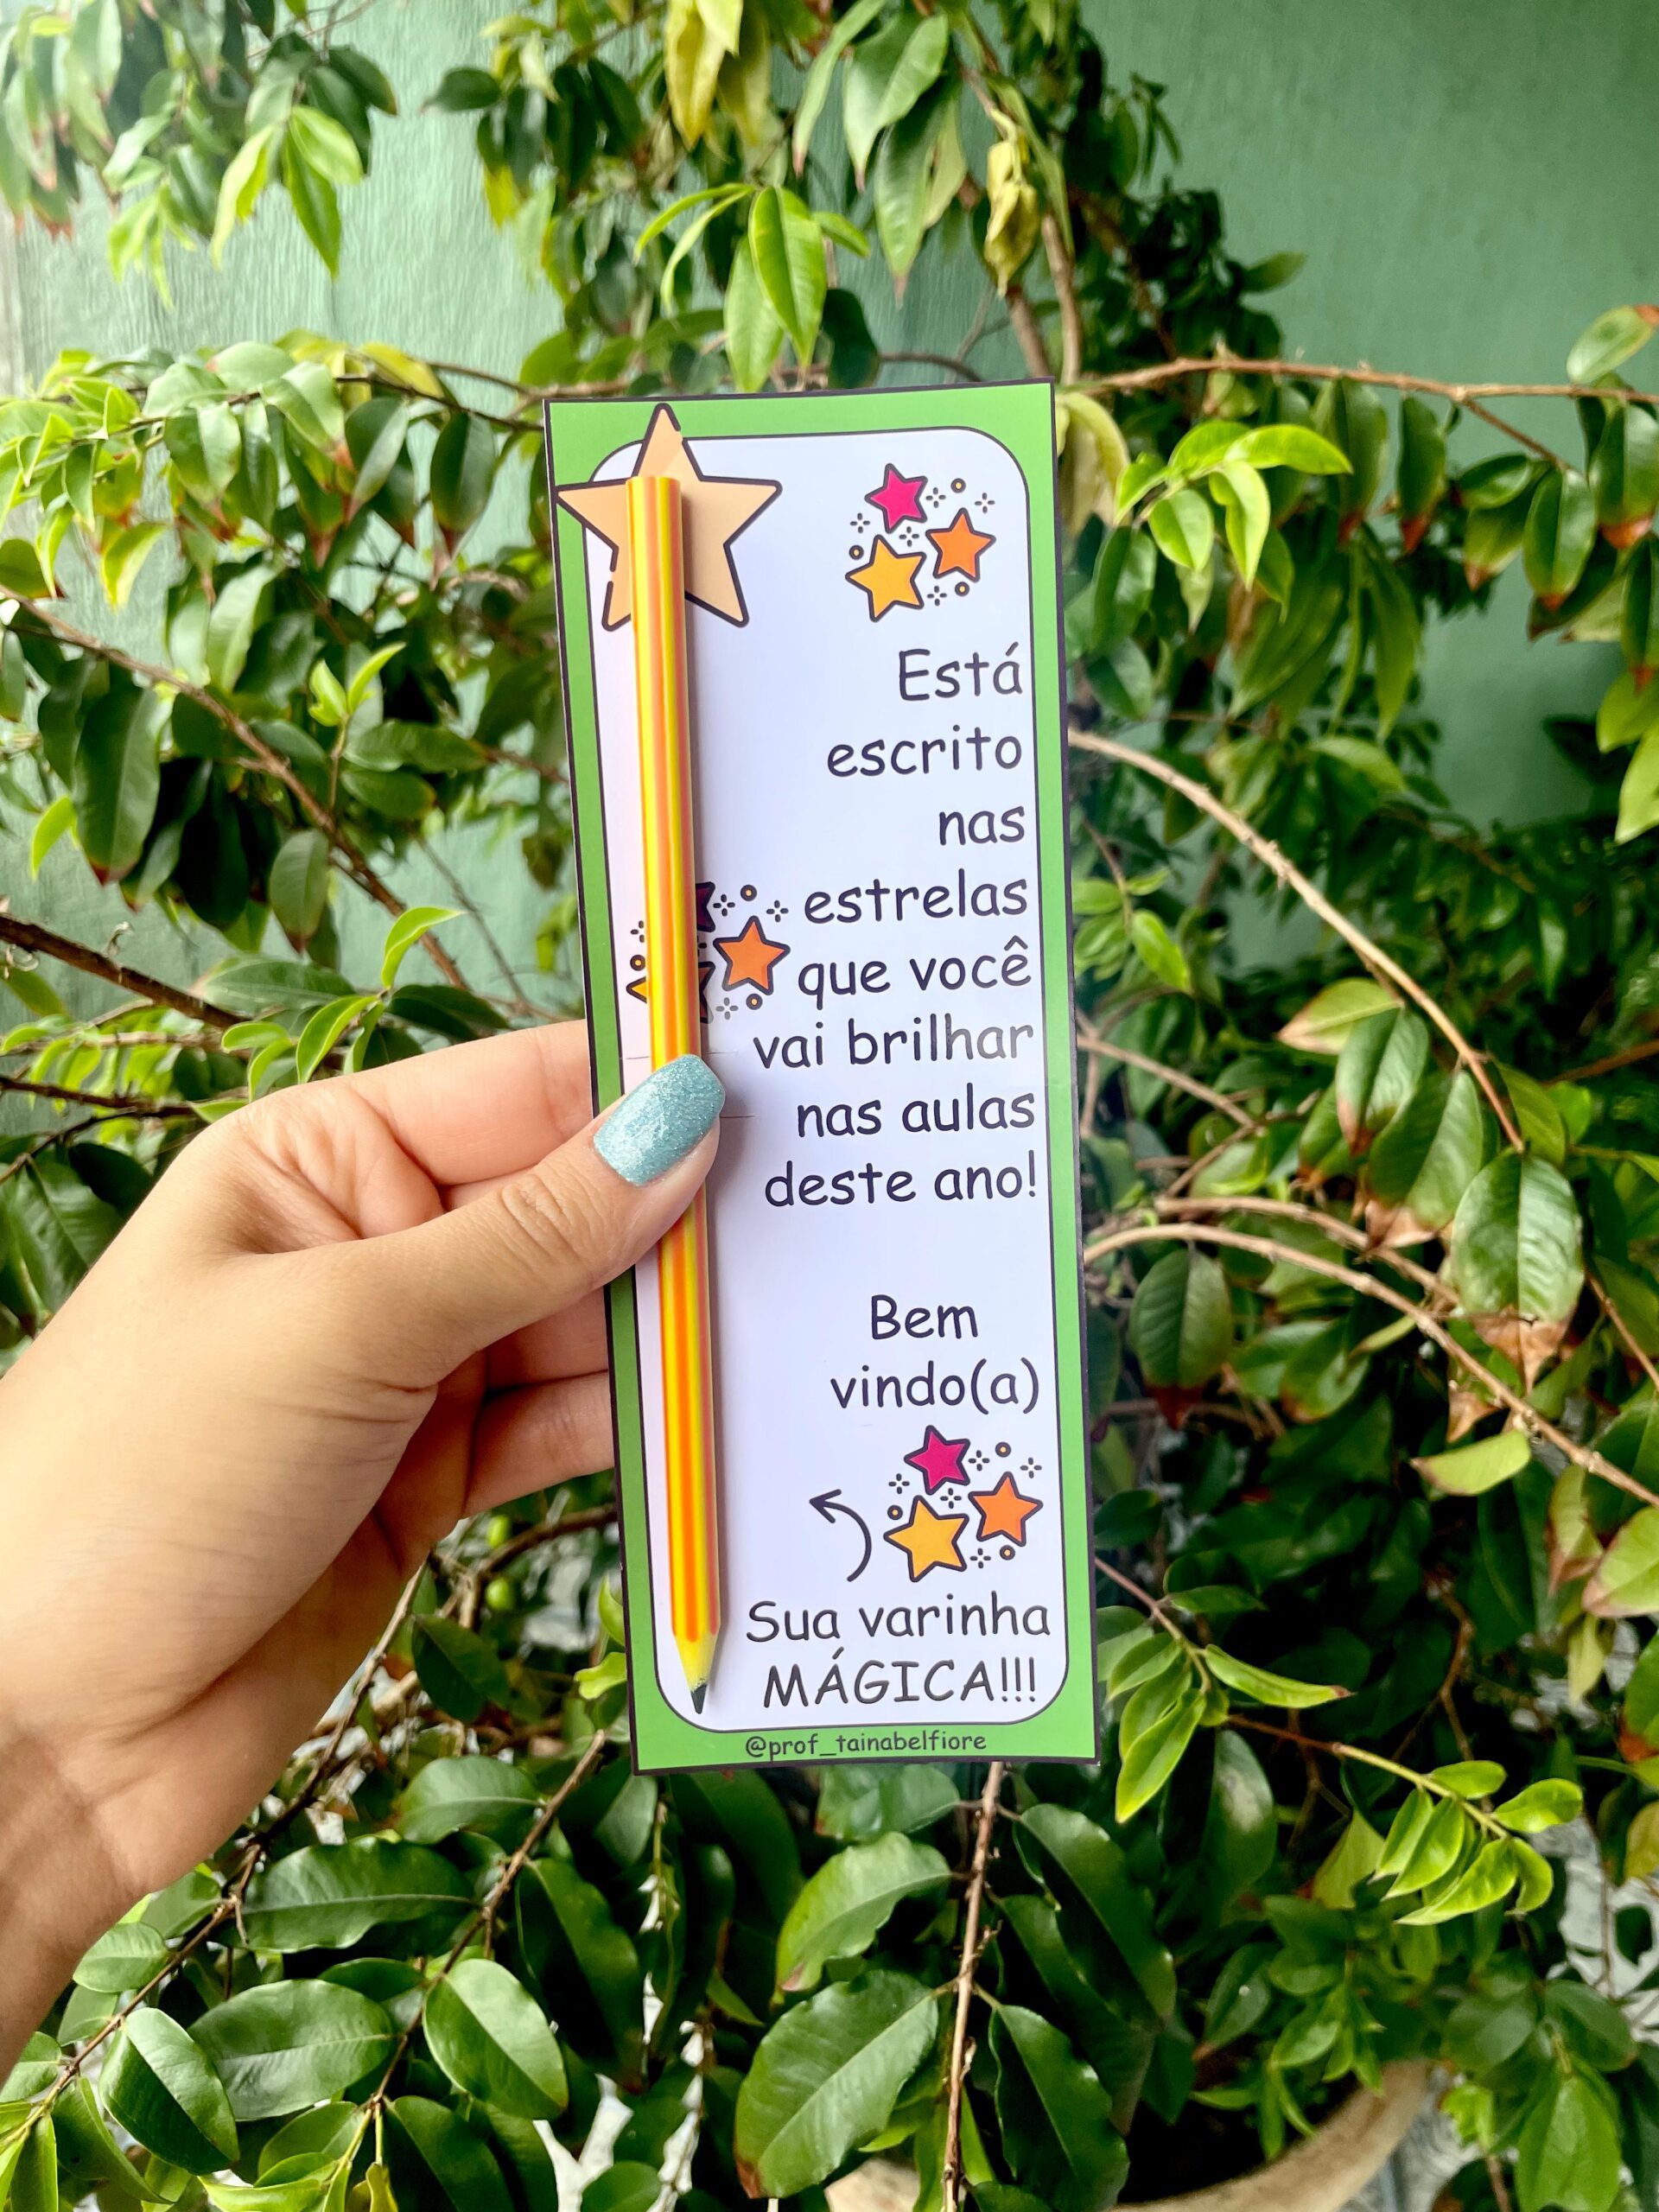 Está
escrito
nas
estrelas
que você
vai brilhar
nas aulas
deste ano!
Bem
vindo(a)
Sua varinha
MÁGICA!!!
@prof_tainabelfiore